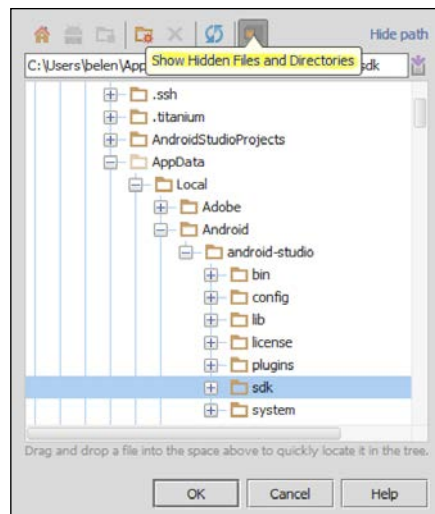 Hide path
C:\Users\belen\App
Show Hidden Files and Directories
sdk
.ssh
.titanium
AndroidStudioProjects
AppData
Local
Adobe
Android
android-studio
bin
config
lib
license
plugins
sdk
system
Drag and drop a file into the space above to quickly locate it in the tree.
OK
Cancel
Help